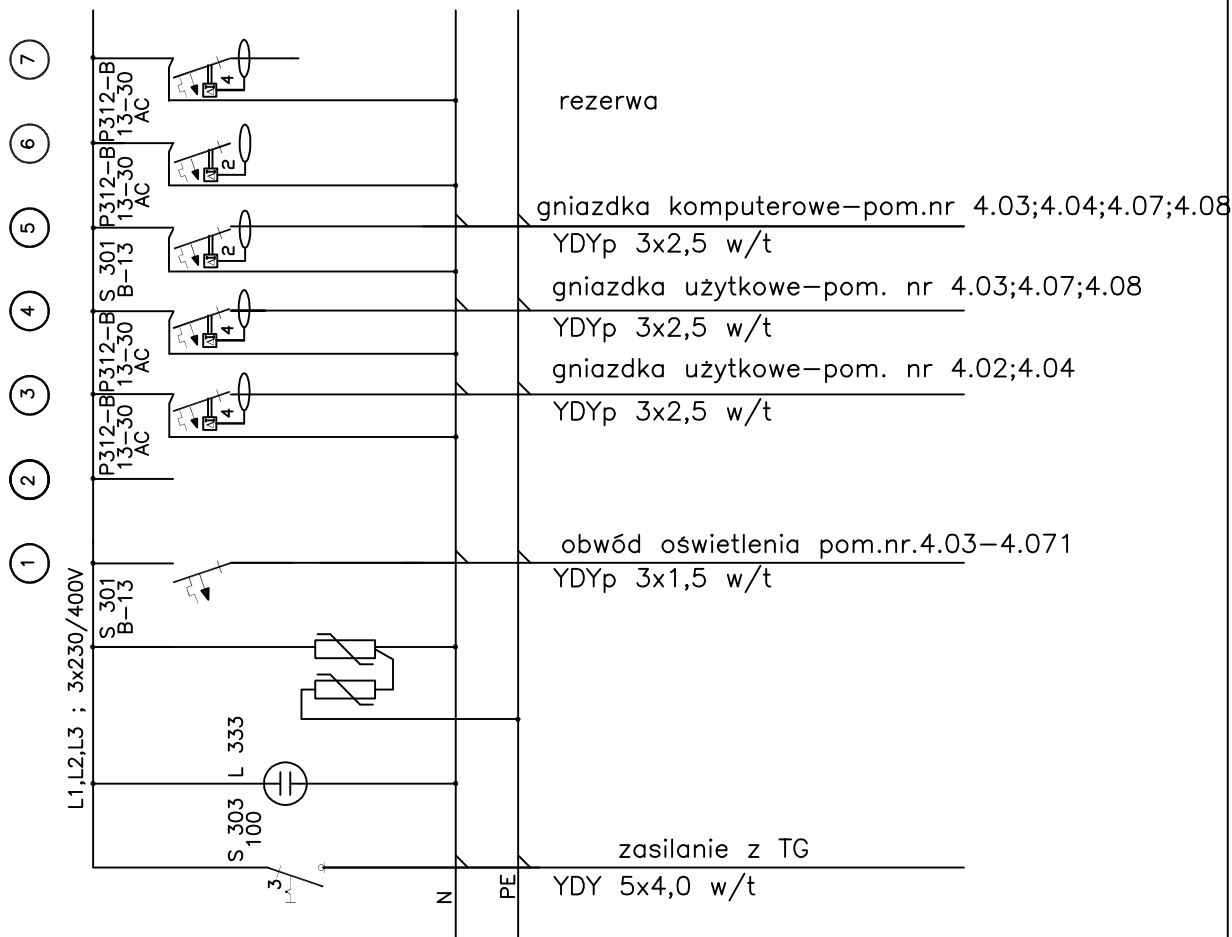 7
P312-B
13-30
AC
4
rezerwa
6
P312-B
13-30
AC
2
5
S 301
B-13
2
gniazdka komputerowe-pom.nr 4.03;4.04;4.07;4.08
YDYp 3x2,5 w/t
4
P312-B
13-30
AC
4
gniazdka użytkowe-pom. nr 4.03;4.07;4.08
YDYp 3x2,5 w/t
3
P312-B
13-30
AC
4
gniazdka użytkowe-pom. nr 4.02;4.04
YDYp 3x2,5 w/t
2
1
S 301
B-13
obwód oświetlenia pom.nr.4.03-4.071
YDYp 3x1,5 w/t
L1,L2,L3 ; 3x230/400V
L 333
S 303
100
3
zasilanie z TG
YDY 5x4,0 w/t
N
PE